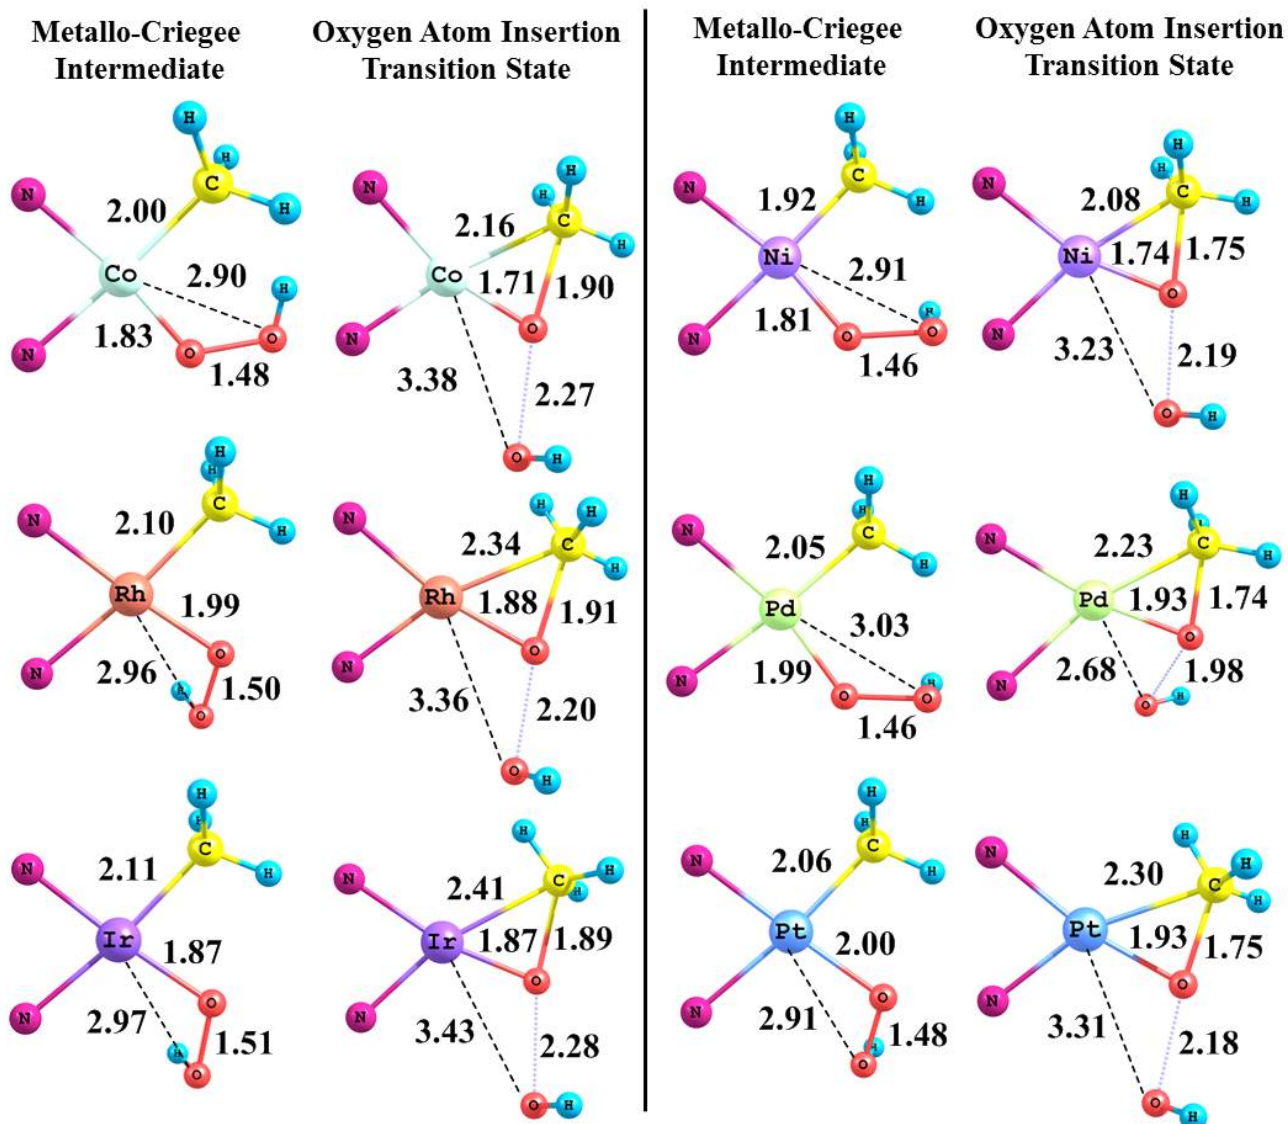 Metallo-Criegee
Intermediate
Oxygen Atom Insertion
Transition State
Metallo-Criegee
Intermediate
Oxygen Atom Insertion
Transition State
H
H
C
H
N
2.00
Co
2.90
H
N
1.83
O
O
1.48
H
H
C
H
N
2.16
Co
1.71
1.90
N
O
3.38
2.27
O
H
H
C
H
N
1.92
Ni
2.91
H
N
1.81
O
O
1.46
H
H
C
H
N
2.08
Ni
1.74
1.75
N
O
3.23
2.19
O
H
H
H
C
H
N
2.10
Rh
1.99
N
2.96
O
H
1.50
O
H
H
C
H
N
2.34
Rh
1.88
1.91
N
O
3.36
2.20
O
H
H
H
C
H
N
2.05
Pd
3.03
H
N
1.99
O
O
1.46
H
H
C
H
N
2.23
Pd
1.93
1.74
N
O
2.68
1.98
O
H
H
H
C
H
N
2.11
Ir
1.87
N
2.97
O
H
1.51
O
H
H
C
H
N
2.41
Ir
1.87
1.89
N
O
3.43
2.28
O
H
H
H
C
H
N
2.06
Pt
2.00
N
2.91
O
H
1.48
O
H
H
C
H
N
2.30
Pt
1.93
1.75
N
O
3.31
2.18
O
H